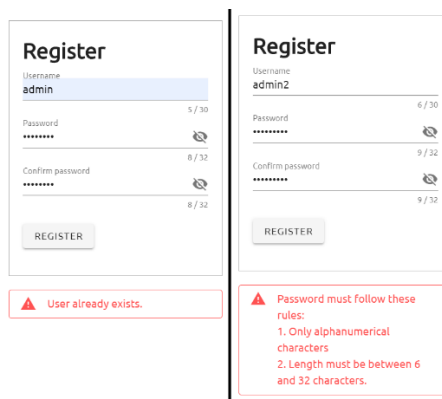 Register
Username
admin
5 / 30
Password
••••••••
8 / 32
Confirm password
••••••••
8 / 32
REGISTER
User already exists.
Register
Username
admin2
6 / 30
Password
•••••••••
9 / 32
Confirm password
•••••••••
9 / 32
REGISTER
Password must follow these
rules:
1. Only alphanumerical
characters
2. Length must be between 6
and 32 characters.